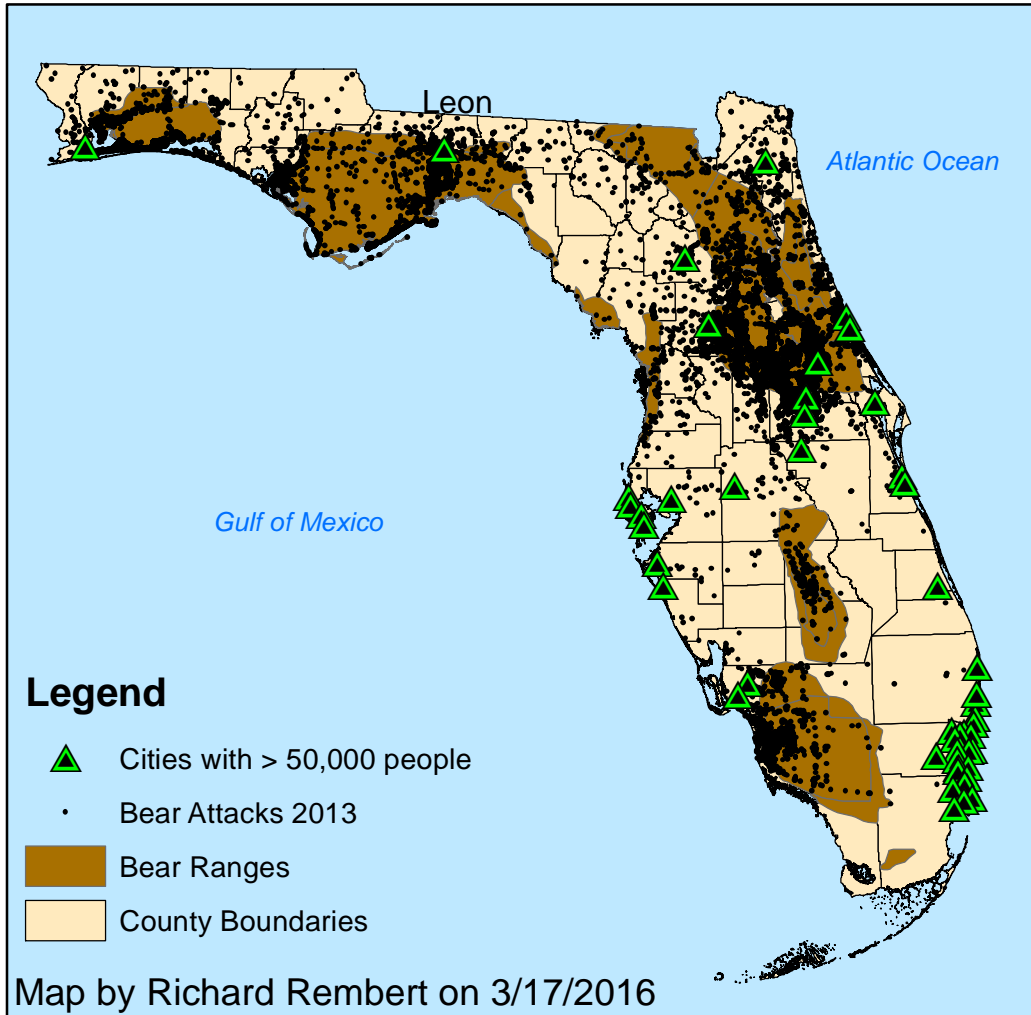 Leon
Atlantic Ocean
Gulf of Mexico
Legend
Cities with > 50,000 people
Bear Attacks 2013
Bear Ranges
County Boundaries
Map by Richard Rembert on 3/17/2016